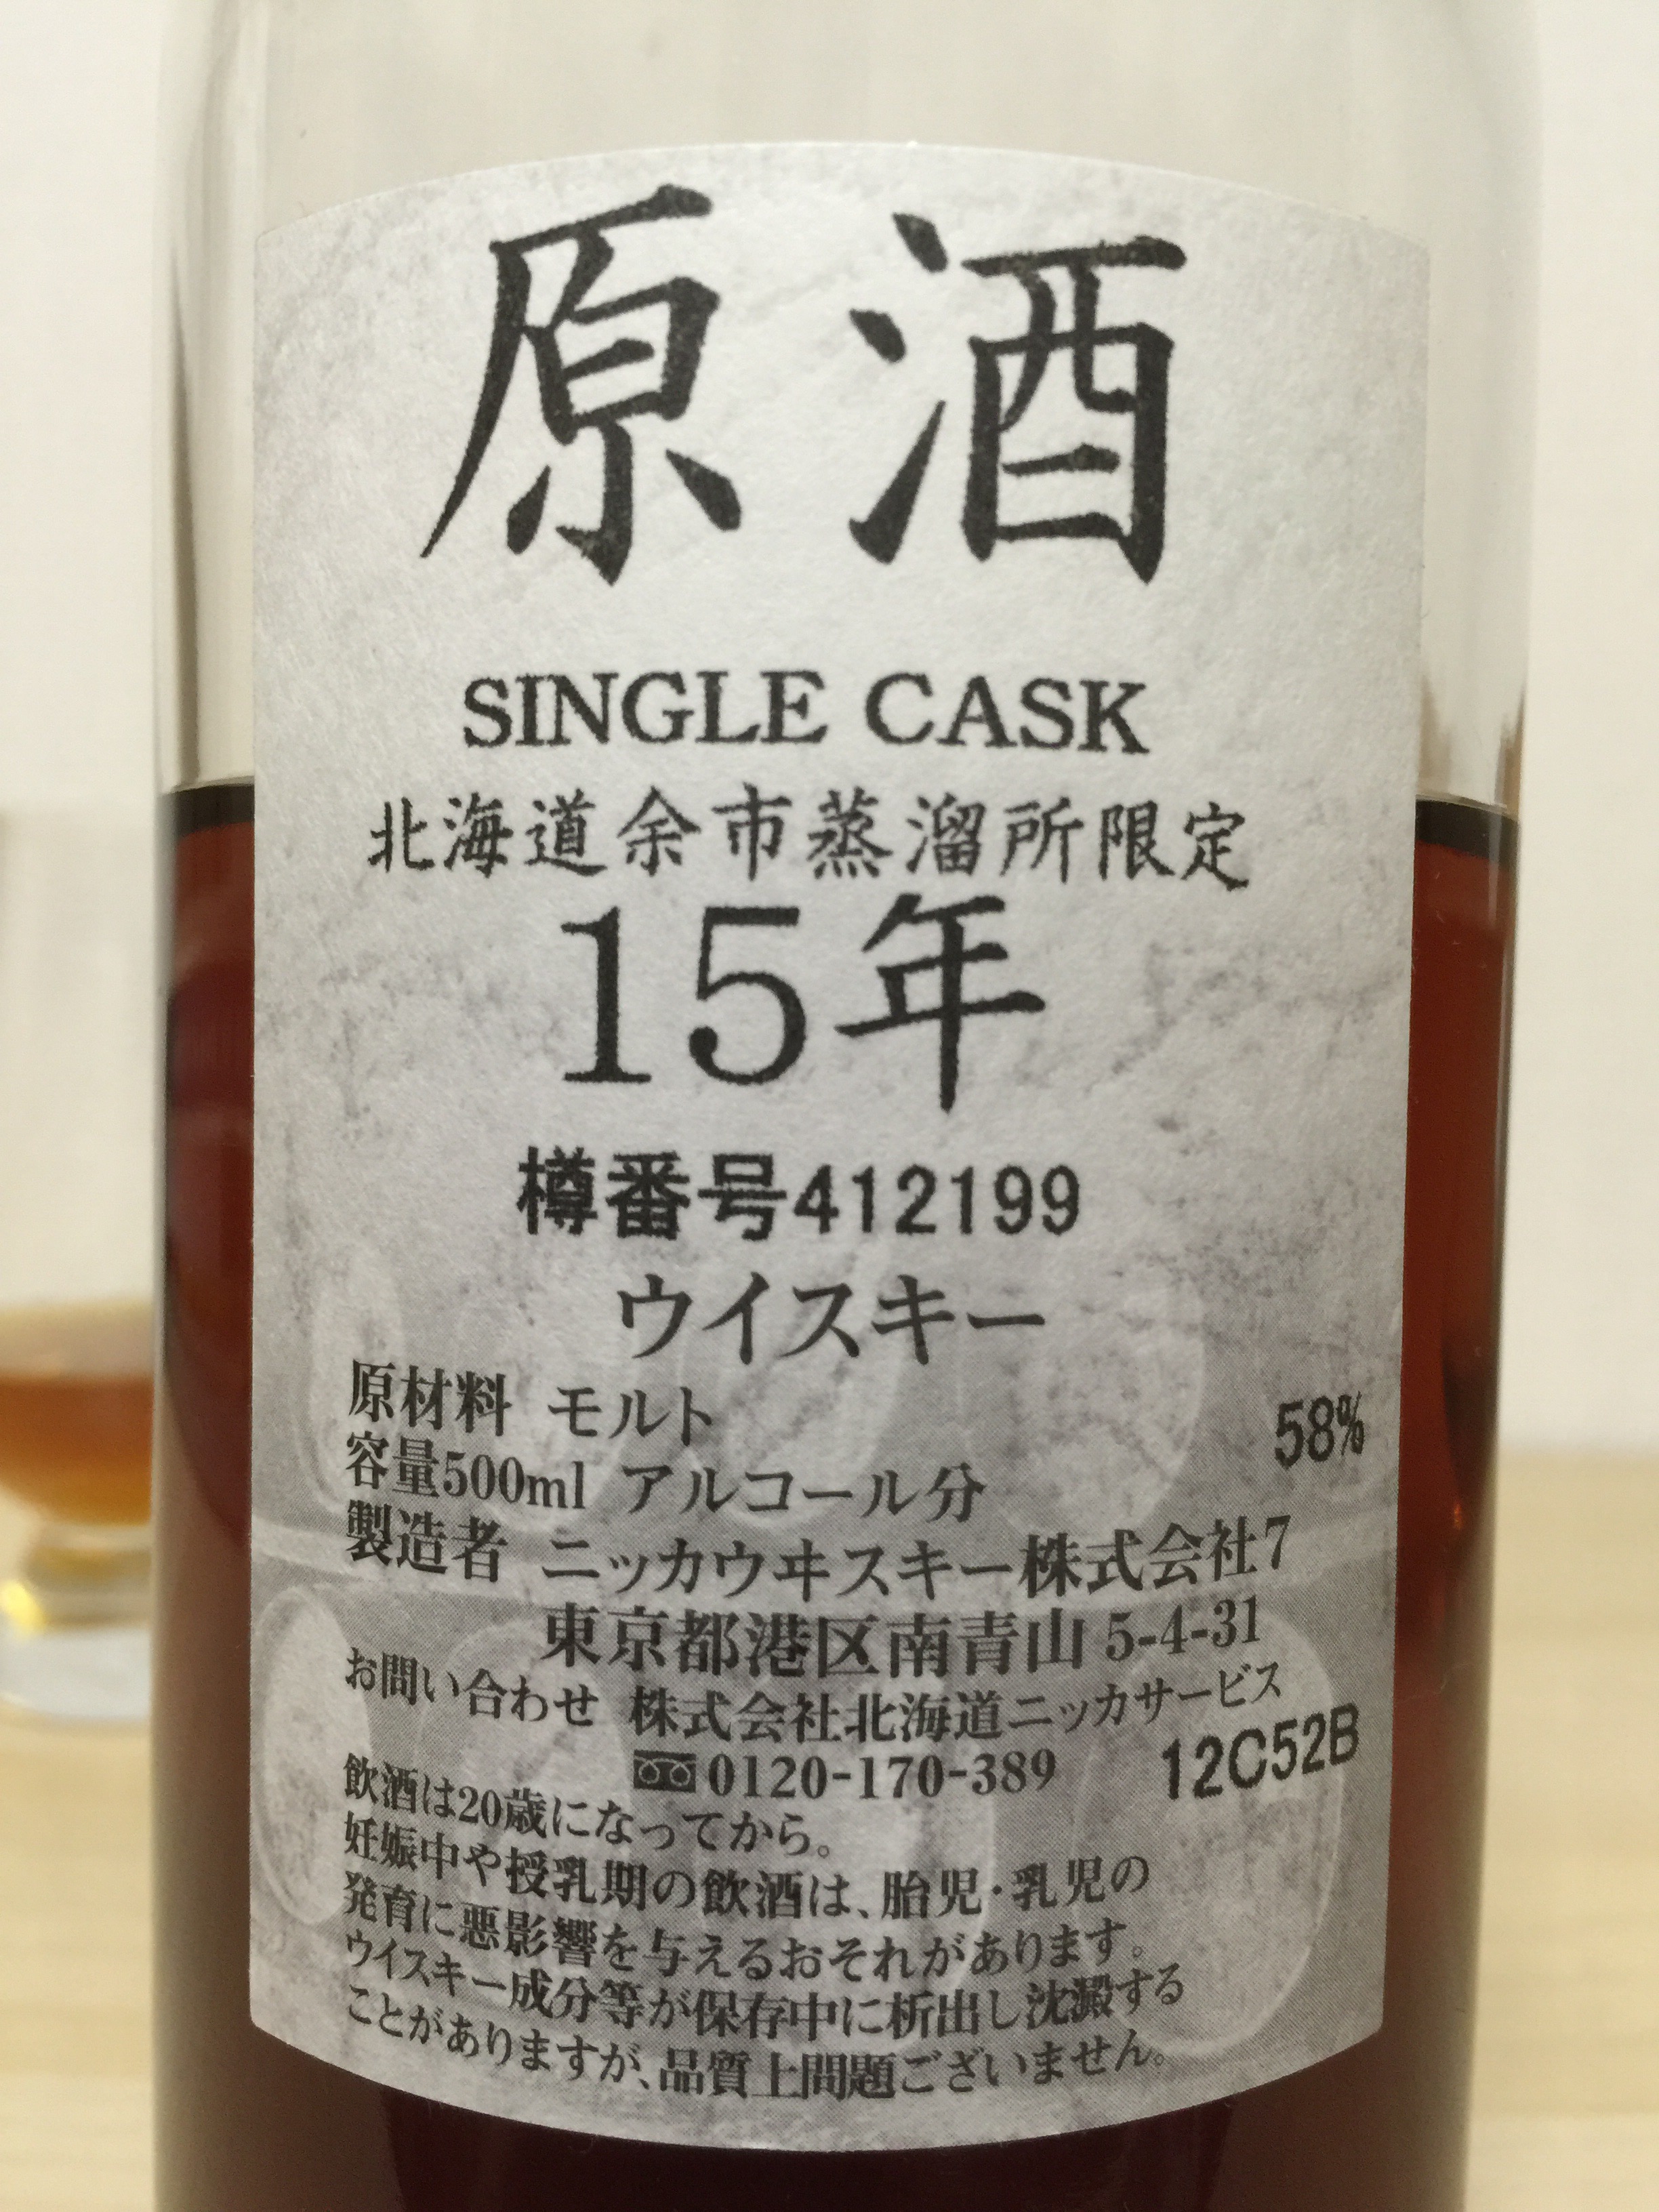 原酒
SINGLE CASK
北海道余市蒸溜所限定
15年
樽番号412199
ウイスキー
原材料 モルト
容量500ml アルコール分 58%
製造者 ニッカウヰスキー株式会社7
東京都港区南青山 5-4-31
お問い合わせ 株式会社北海道ニッカサービス
0120-170-389 12C52B
飲酒は20歳になってから。
妊娠中や授乳期の飲酒は、胎児・乳児の
発育に悪影響を与えるおそれがあります。
ウイスキー成分等が保存中に析出し沈澱する
ことがありますが、品質上問題ございません。